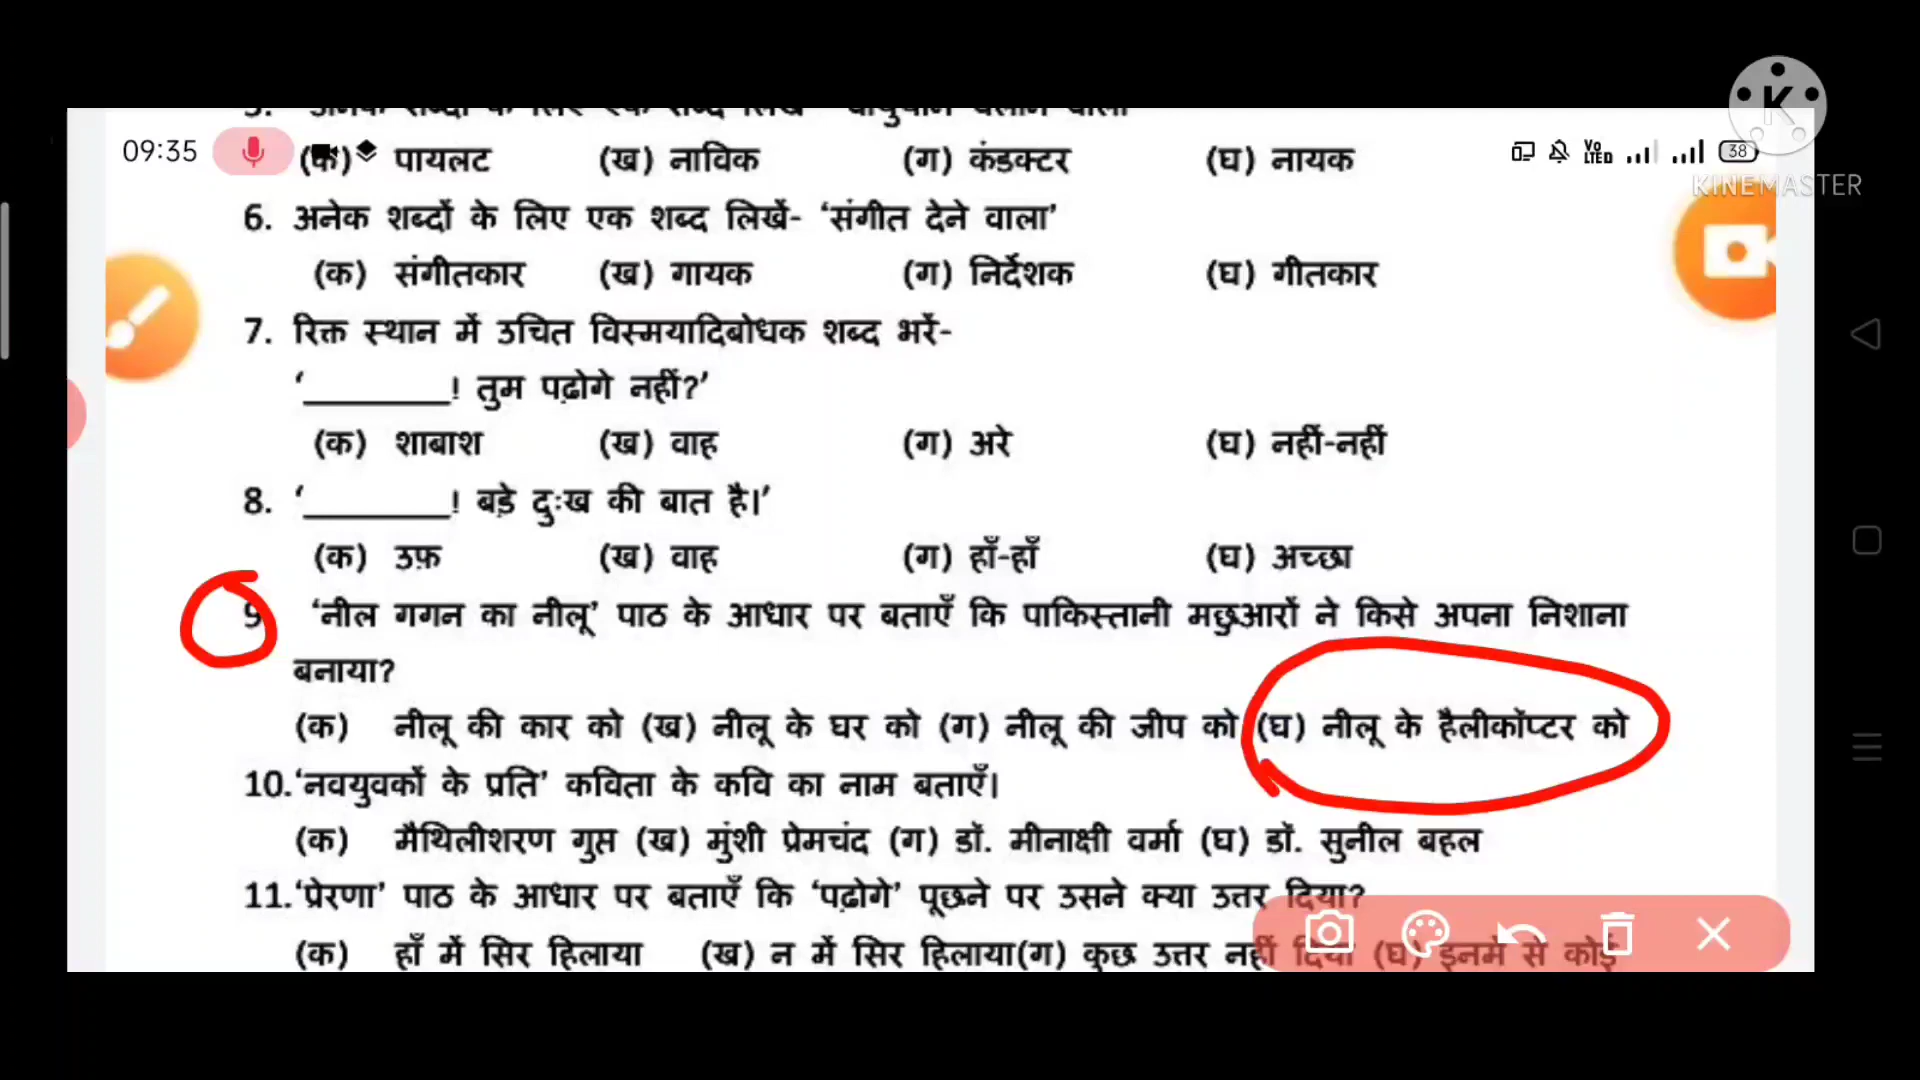 09:35
38
KINEMASTER
(क) पायलट (ख) नाविक (ग) कंडक्टर (घ) नायक
6. अनेक शब्दों के लिए एक शब्द लिखें- ‘संगीत देने वाला’
(क) संगीतकार (ख) गायक (ग) निर्देशक (घ) गीतकार
7. रिक्त स्थान में उचित विस्मयादिबोधक शब्द भरें-
‘________! तुम पढ़ोगे नहीं?’
(क) शाबाश (ख) वाह (ग) अरे (घ) नहीं-नहीं
8. ‘________! बड़े दुःख की बात है।’
(क) उफ़ (ख) वाह (ग) हाँ-हाँ (घ) अच्छा
9. ‘नील गगन का नीलू’ पाठ के आधार पर बताएँ कि पाकिस्तानी मछुआरों ने किसे अपना निशाना
बनाया?
(क) नीलू की कार को (ख) नीलू के घर को (ग) नीलू की जीप को (घ) नीलू के हैलीकॉप्टर को
10. ‘नवयुवकों के प्रति’ कविता के कवि का नाम बताएँ।
(क) मैथिलीशरण गुप्त (ख) मुंशी प्रेमचंद (ग) डॉ. मीनाक्षी वर्मा (घ) डॉ. सुनील बहल
11. ‘प्रेरणा’ पाठ के आधार पर बताएँ कि ‘पढ़ोगे’ पूछने पर उसने क्या उत्तर दिया?
(क) हाँ में सिर हिलाया (ख) न में सिर हिलाया (ग) कुछ उत्तर नहीं दिया (घ) इनमें से कोई